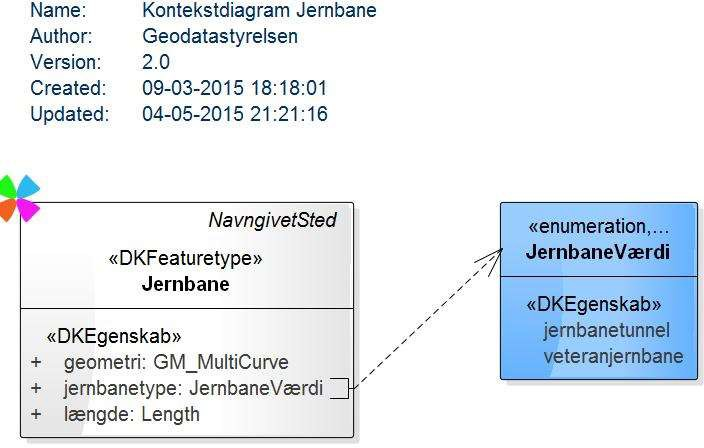 Name: Kontekstdiagram Jernbane
Author: Geodatastyrelsen
Version: 2.0
Created: 09-03-2015 18:18:01
Updated: 04-05-2015 21:21:16
NavngivetSted
«DKFeaturetype»
Jernbane
«DKEgenskab»
+ geometri: GM_MultiCurve
+ jernbanetype: JernbaneVærdi
+ længde: Length
«enumeration,...
JernbaneVærdi
«DKEgenskab»
jernbanetunnel
veteranjernbane